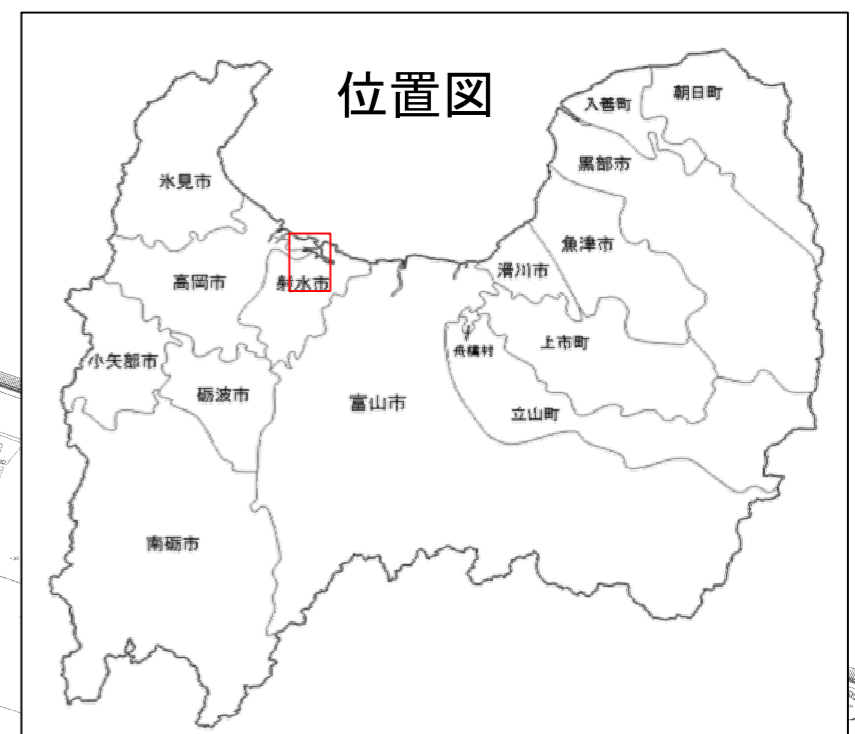 位置図
朝日町
入善町
黒部市
氷見市
魚津市
滑川市
高岡市
射水市
上市町
舟橋村
小矢部市
砺波市
富山市
立山町
南砺市